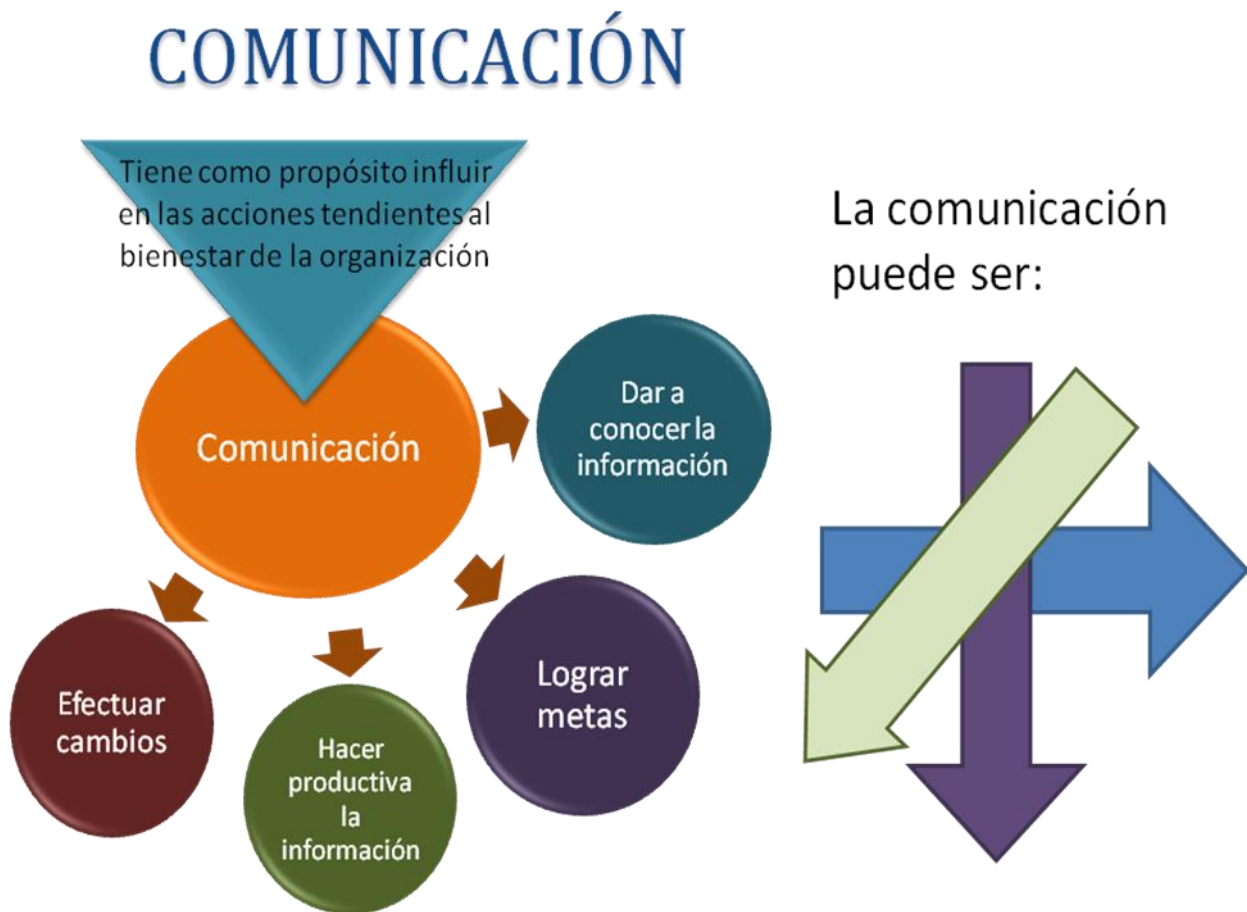 COMUNICACIÓN
Tiene como propósito influir
en las acciones tendientes al
bienestar de la organización
Comunicación
Dar a
conocer la
información
Lograr
metas
Hacer
productiva
la
información
Efectuar
cambios
La comunicación
puede ser: